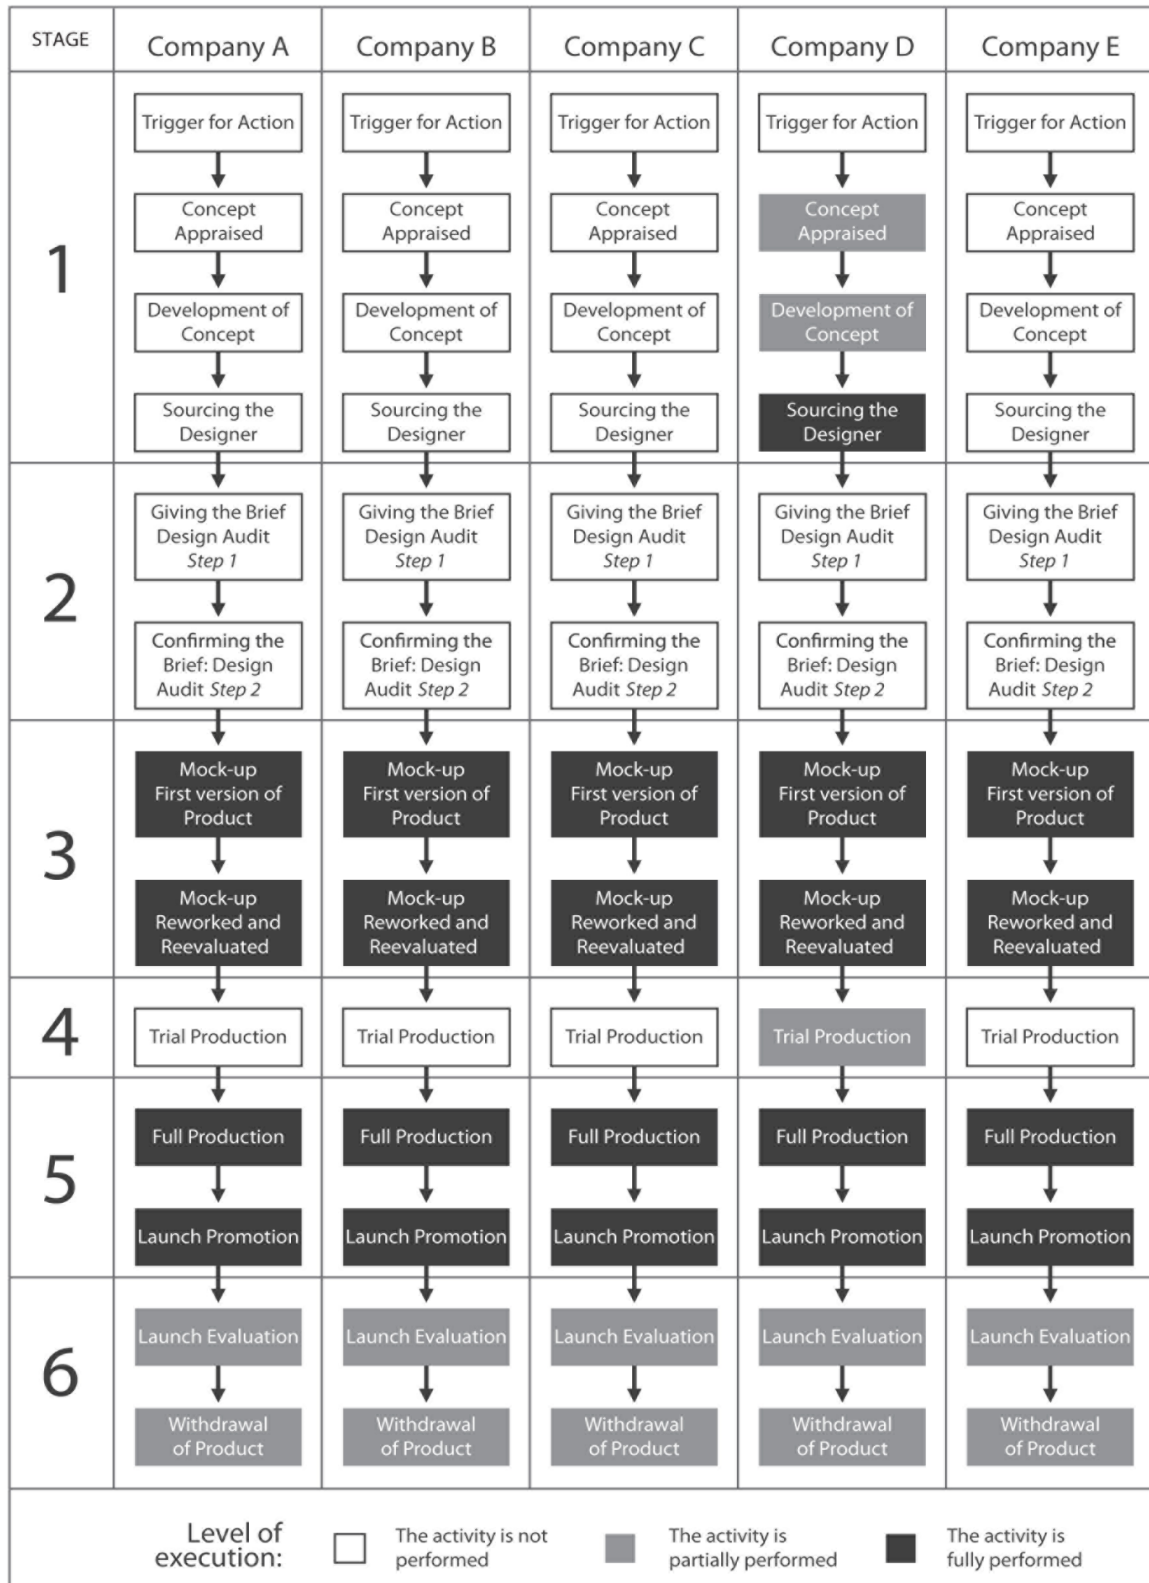 STAGE
Company A
Company B
Company C
Company D
Company E
1
Trigger for Action
Trigger for Action
Trigger for Action
Trigger for Action
Trigger for Action
Concept
Appraised
Concept
Appraised
Concept
Appraised
Concept
Appraised
Concept
Appraised
Development of
Concept
Development of
Concept
Development of
Concept
Development of
Concept
Development of
Concept
Sourcing the
Designer
Sourcing the
Designer
Sourcing the
Designer
Sourcing the
Designer
Sourcing the
Designer
2
Giving the Brief
Design Audit
Step 1
Giving the Brief
Design Audit
Step 1
Giving the Brief
Design Audit
Step 1
Giving the Brief
Design Audit
Step 1
Giving the Brief
Design Audit
Step 1
Confirming the
Brief: Design
Audit Step 2
Confirming the
Brief: Design
Audit Step 2
Confirming the
Brief: Design
Audit Step 2
Confirming the
Brief: Design
Audit Step 2
Confirming the
Brief: Design
Audit Step 2
3
Mock-up
First version of
Product
Mock-up
First version of
Product
Mock-up
First version of
Product
Mock-up
First version of
Product
Mock-up
First version of
Product
Mock-up
Reworked and
Reevaluated
Mock-up
Reworked and
Reevaluated
Mock-up
Reworked and
Reevaluated
Mock-up
Reworked and
Reevaluated
Mock-up
Reworked and
Reevaluated
4
Trial Production
Trial Production
Trial Production
Trial Production
Trial Production
5
Full Production
Full Production
Full Production
Full Production
Full Production
Launch Promotion
Launch Promotion
Launch Promotion
Launch Promotion
Launch Promotion
6
Launch Evaluation
Launch Evaluation
Launch Evaluation
Launch Evaluation
Launch Evaluation
Withdrawal
of Product
Withdrawal
of Product
Withdrawal
of Product
Withdrawal
of Product
Withdrawal
of Product
Level of
execution:
The activity is not
performed
The activity is
partially performed
The activity is
fully performed